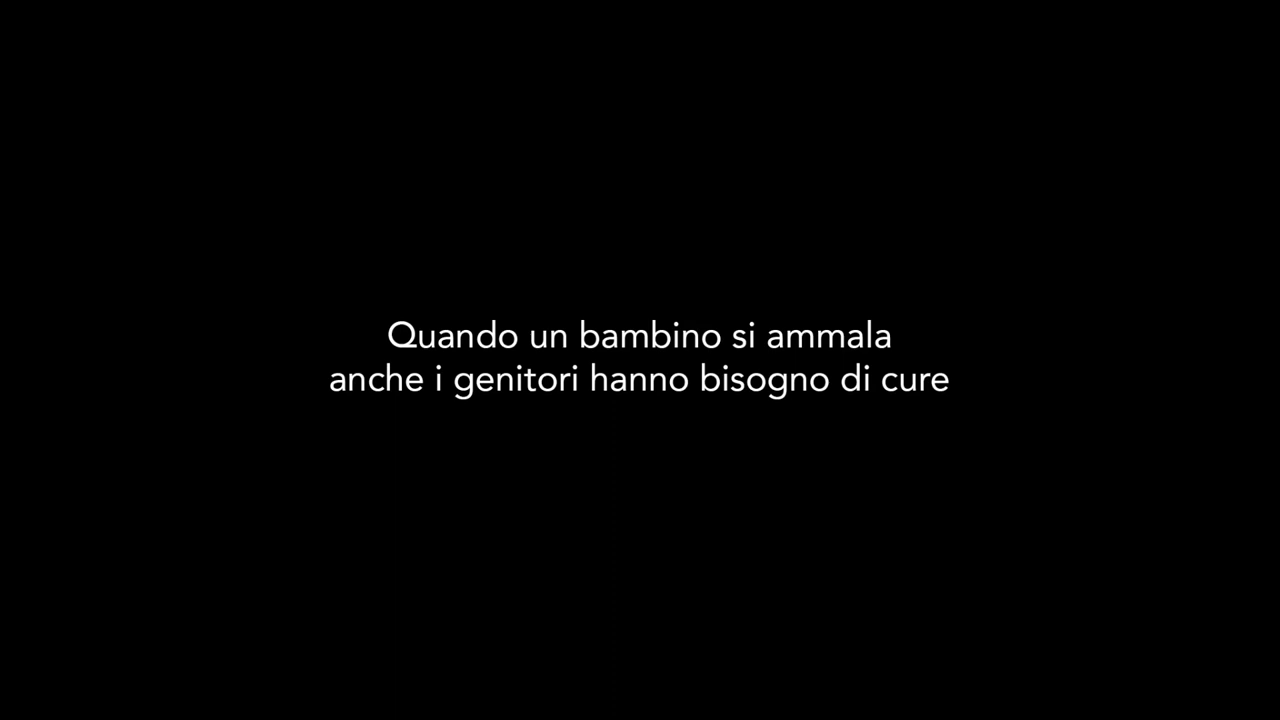 Quando un bambino si ammala
anche i genitori hanno bisogno di cure